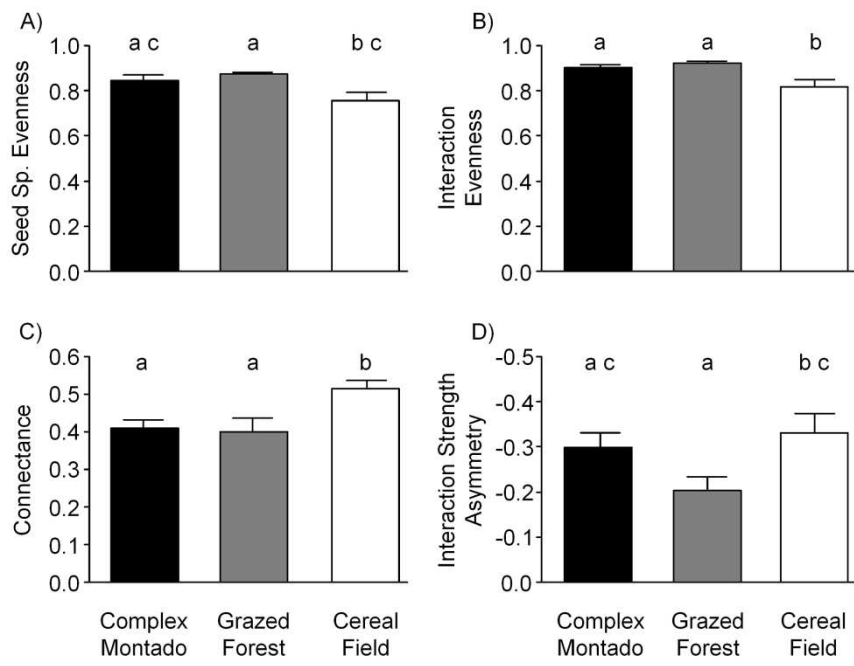 A)
Seed Sp. Evenness
1.0
0.8
0.6
0.4
0.2
0.0
a c
a
b c
B)
Interaction
Evenness
1.0
0.8
0.6
0.4
0.2
0.0
a
a
b
C)
Connectance
0.6
0.5
0.4
0.3
0.2
0.1
0.0
a
a
b
Complex
Montado
Grazed
Forest
Cereal
Field
D)
Interaction Strength
Asymmetry
-0.5
-0.4
-0.3
-0.2
-0.1
0.0
a c
a
b c
Complex
Montado
Grazed
Forest
Cereal
Field